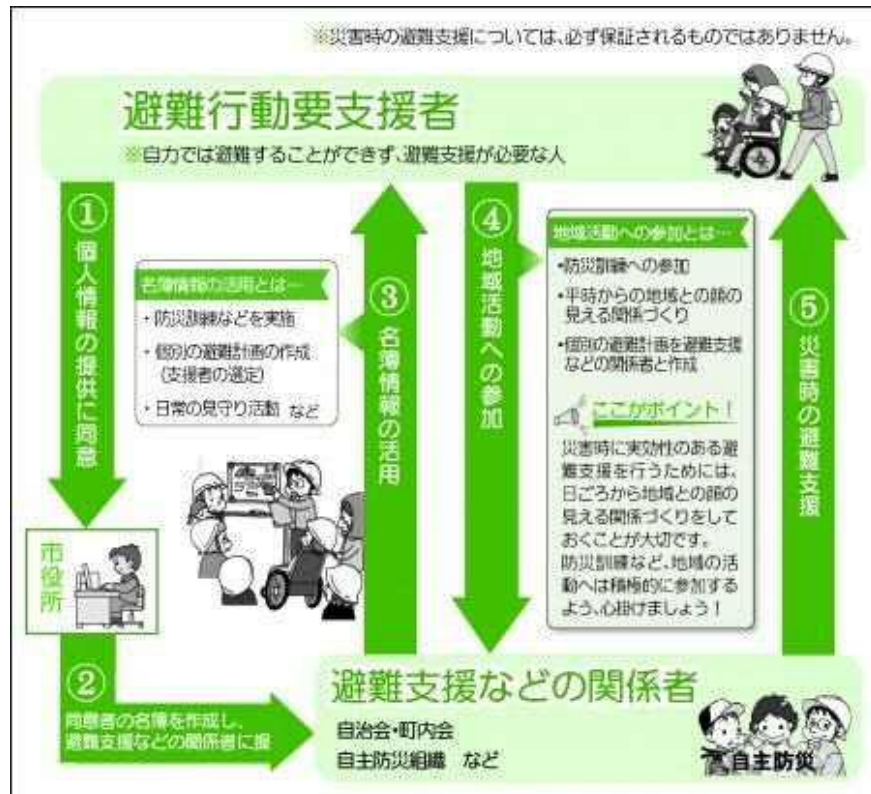 ※災害時の避難支援については、必ず保証されるものではありません。
避難行動要支援者
※自力では避難することができず、避難支援が必要な人
① 個人情報の提供に同意
名簿情報の活用とは…
・防災訓練などを実施
・個別の避難計画の作成
(支援者の選定)
・日常の見守り活動 など
③ 名簿情報の活用
④ 地域活動への参加
地域活動への参加とは…
・防災訓練への参加
・平時からの地域との顔の
見える関係づくり
・個別の避難計画を避難支援
などの関係者と作成
ここがポイント!
災害時に実効性のある避
難支援を行うためには、
日ごろから地域との顔の
見える関係づくりをして
おくことが大切です。
防災訓練など、地域の活
動へは積極的に参加する
よう、心掛けましょう!
⑤ 災害時の避難支援
市役所
②
同意者の名簿を作成し、
避難支援などの関係者に提
避難支援などの関係者
自治会・町内会
自主防災組織 など
自主防災